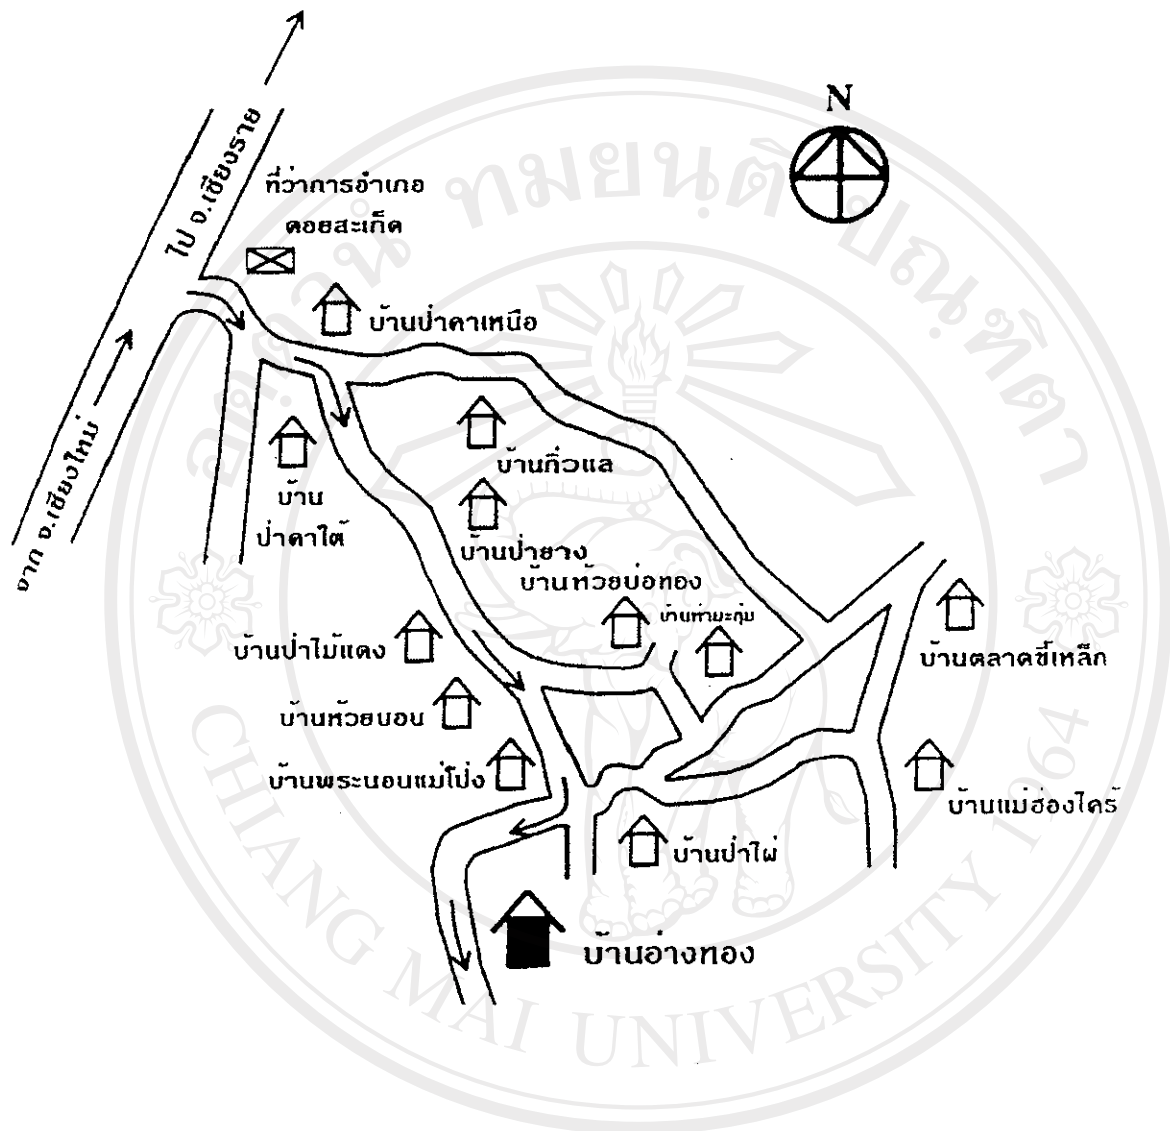 N
ไป จ.เชียงราย
ที่ว่าการอำเภอ
ดอยสะเก็ด
บ้านป่าคาเหนือ
จาก จ.เชียงใหม่
บ้านกิ่วแล
บ้าน
ป่าคาใต้
บ้านป่ายาง
บ้านห้วยบ่อทอง
บ้านท่ามะกุ่ม
บ้านป่าไม้แดง
บ้านตลาดขี้เหล็ก
บ้านห้วยนอน
บ้านพระนอนแม่โป่ง
บ้านแม่ฮ่องไคร้
บ้านป่าไผ่
บ้านอ่างทอง
CHIANG MAI UNIVERSITY 1964